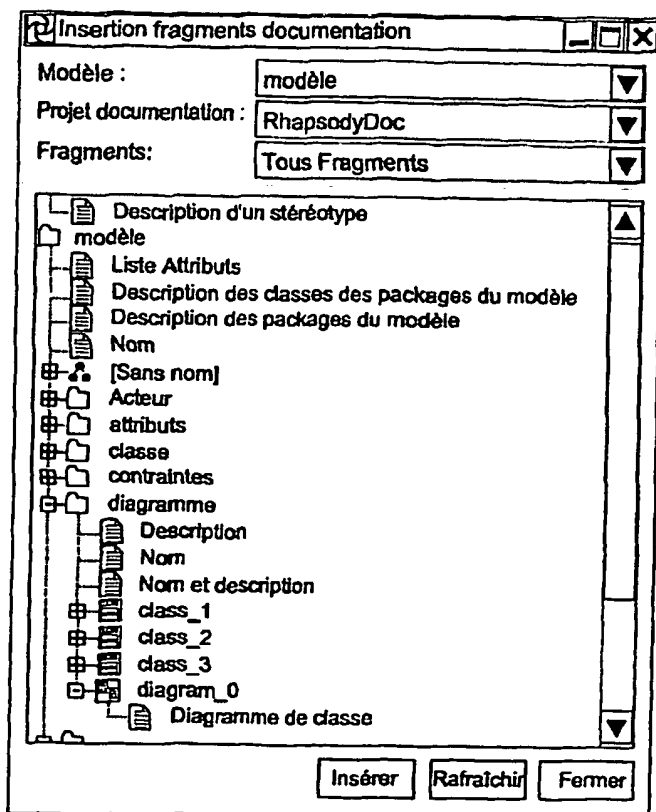 Insertion fragments documentation
Modèle : modèle
Projet documentation : RhapsodyDoc
Fragments: Tous Fragments
Description d'un stéréotype
modèle
Liste Attributs
Description des classes des packages du modèle
Description des packages du modèle
Nom
[Sans nom]
Acteur
attributs
classe
contraintes
diagramme
Description
Nom
Nom et description
class_1
class_2
class_3
diagram_0
Diagramme de classe
Insérer Rafraîchir Fermer